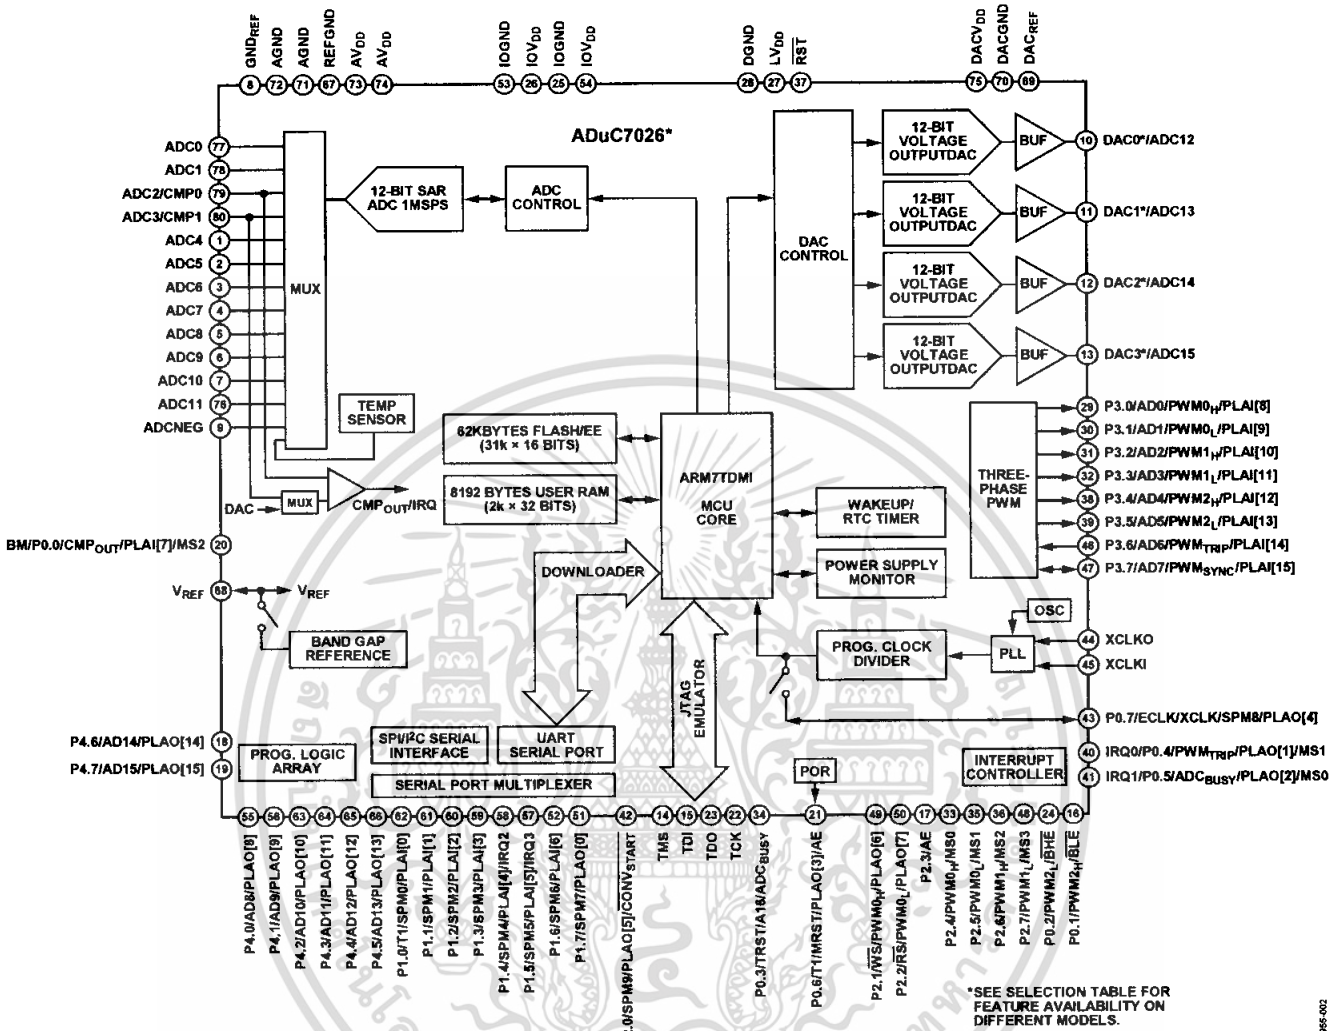 GNDREF
AGND
AGND
REFGND
AVDD
AVDD
IOGND
IOVDD
IOGND
IOVDD
DGND
LVDD
RST
DACVDD
DACGND
DACREF
8 72 71 67 73 74 53 26 25 54 28 27 37 75 70 69
ADuC7026*
ADC0 77
ADC1 78
ADC2/CMP0 79
ADC3/CMP1 80
ADC4 1
ADC5 2
ADC6 3
ADC7 4
ADC8 5
ADC9 6
ADC10 7
ADC11 76
ADCNEG 9
MUX
12-BIT SAR
ADC 1MSPS
ADC
CONTROL
TEMP
SENSOR
DAC
MUX
CMPOUT/IRQ
BM/P0.0/CMPOUT/PLAI[7]/MS2 20
VREF 68 VREF
BAND GAP
REFERENCE
62KBYTES FLASH/EE
(31k × 16 BITS)
8192 BYTES USER RAM
(2k × 32 BITS)
DOWNLOADER
ARM7TDMI
MCU
CORE
WAKEUP/
RTC TIMER
POWER SUPPLY
MONITOR
PROG. CLOCK
DIVIDER
PLL
OSC
JTAG
EMULATOR
DAC
CONTROL
12-BIT
VOLTAGE
OUTPUTDAC
BUF
10 DAC0*/ADC12
12-BIT
VOLTAGE
OUTPUTDAC
BUF
11 DAC1*/ADC13
12-BIT
VOLTAGE
OUTPUTDAC
BUF
12 DAC2*/ADC14
12-BIT
VOLTAGE
OUTPUTDAC
BUF
13 DAC3*/ADC15
THREE-
PHASE
PWM
29 P3.0/AD0/PWM0H/PLAI[8]
30 P3.1/AD1/PWM0L/PLAI[9]
31 P3.2/AD2/PWM1H/PLAI[10]
32 P3.3/AD3/PWM1L/PLAI[11]
38 P3.4/AD4/PWM2H/PLAI[12]
39 P3.5/AD5/PWM2L/PLAI[13]
46 P3.6/AD6/PWMTRIP/PLAI[14]
47 P3.7/AD7/PWMSYNC/PLAI[15]
44 XCLKO
45 XCLKI
43 P0.7/ECLK/XCLK/SPM8/PLAO[4]
40 IRQ0/P0.4/PWMTRIP/PLAO[1]/MS1
41 IRQ1/P0.5/ADCBUSY/PLAO[2]/MS0
INTERRUPT
CONTROLLER
POR
P4.6/AD14/PLAO[14] 18
P4.7/AD15/PLAO[15] 19
PROG. LOGIC
ARRAY
SPI/I2C SERIAL
INTERFACE
UART
SERIAL PORT
SERIAL PORT MULTIPLEXER
55 56 63 64 65 66 62 61 60 59 58 57 52 51 42 14 15 23 22 34 21 49 50 17 33 35 36 48 24 16
P4.0/AD8/PLAO[8]
P4.1/AD9/PLAO[9]
P4.2/AD10/PLAO[10]
P4.3/AD11/PLAO[11]
P4.4/AD12/PLAO[12]
P4.5/AD13/PLAO[13]
P1.0/T1/SPM0/PLAI[0]
P1.1/SPM1/PLAI[1]
P1.2/SPM2/PLAI[2]
P1.3/SPM3/PLAI[3]
P1.4/SPM4/PLAI[4]/IRQ2
P1.5/SPM5/PLAI[5]/IRQ3
P1.6/SPM6/PLAI[6]
P1.7/SPM7/PLAO[0]
.0/SPM9/PLAO[5]/CONVSTART
TMS
TDI
TDO
TCK
P0.3/TRST/A16/ADCBUSY
P0.6/T1/MRST/PLAO[3]/AE
P2.1/WS/PWM0H/PLAO[6]
P2.2/RS/PWM0L/PLAO[7]
P2.3/AE
P2.4/PWM0H/MS0
P2.5/PWM0L/MS1
P2.6/PWM1H/MS2
P2.7/PWM1L/MS3
P0.2/PWM2L/BHE
P0.1/PWM2H/BLE
*SEE SELECTION TABLE FOR
FEATURE AVAILABILITY ON
DIFFERENT MODELS.